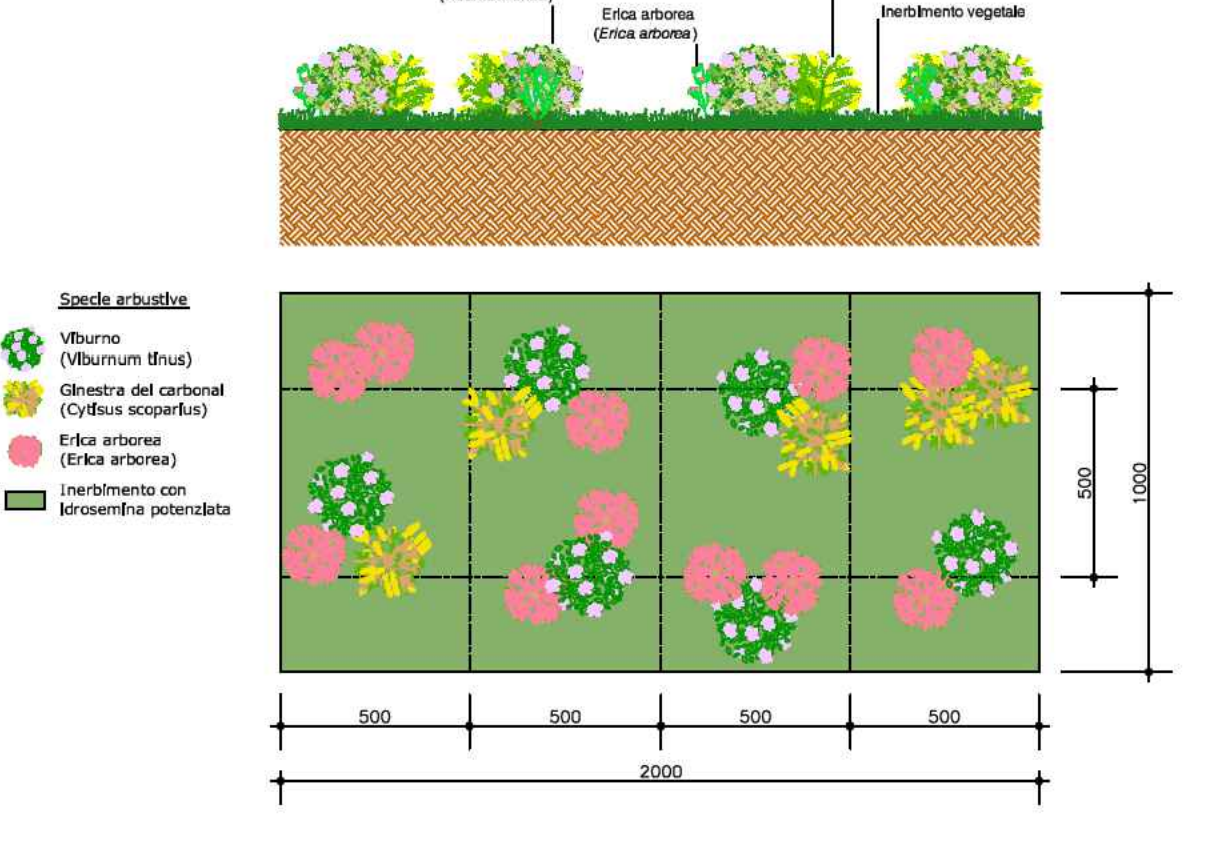 Erica arborea
(Erica arborea)
Inerbimento vegetale
Specie arbustive
Viburno
(Viburnum tinus)
Ginestra del carbonai
(Cytisus scoparius)
Erica arborea
(Erica arborea)
Inerbimento con
idrosemina potenziata
500
1000
500
500
500
500
2000